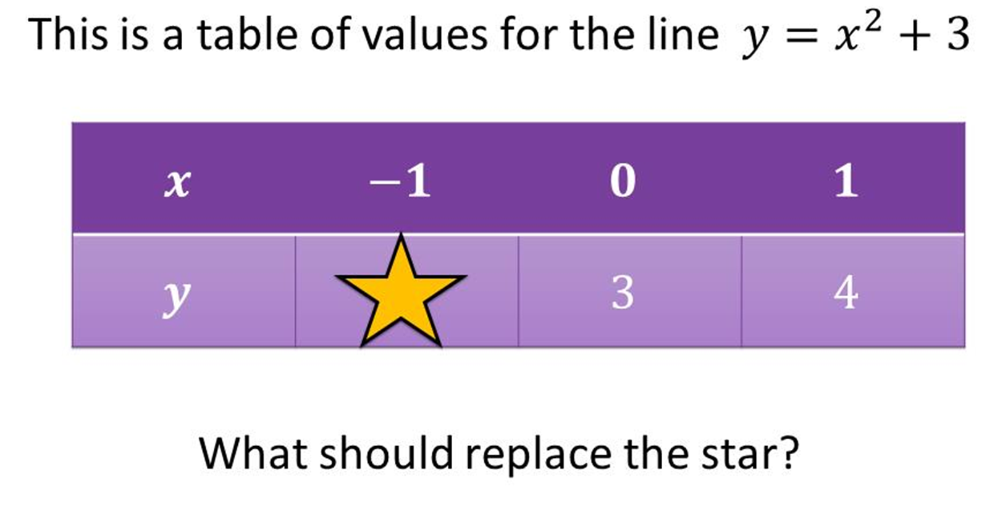 This is a table of values for the line y = x² + 3
x −1 0 1
y 3 4
What should replace the star?